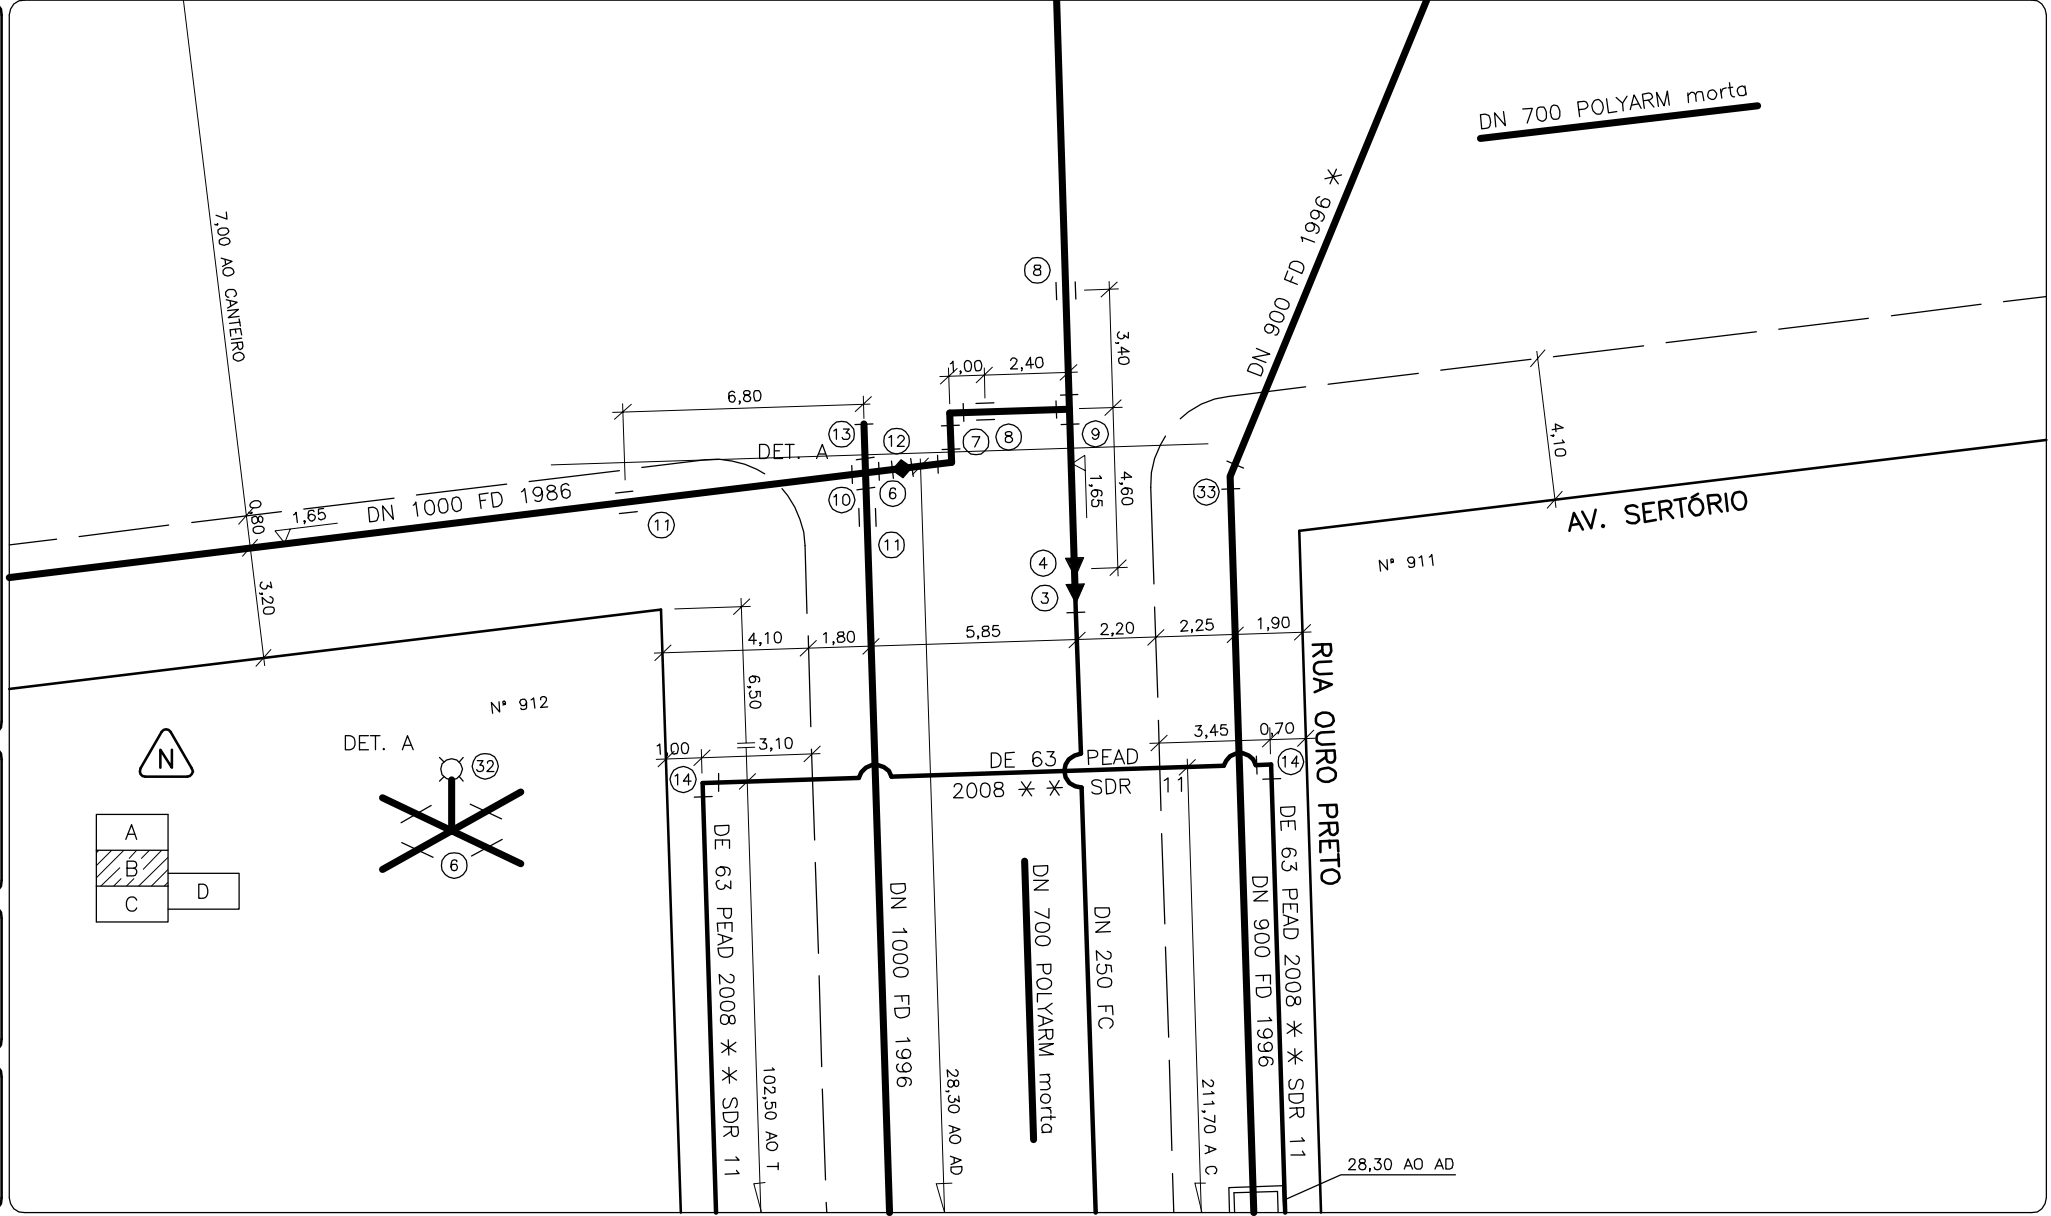 DN 700 POLYARM morta
DN 900 FD 1996 *
7,00 AO CANTEIRO
8
3,40
1,00
2,40
6,80
4,10
13
12
7
8
9
DET. A
DN 1000 FD 1986
1,65
0,80
10
6
11
11
1,65
4,60
33
AV. SERTÓRIO
Nº 911
4
3
3,20
4,10
1,80
5,85
2,20
2,25
1,90
RUA OURO PRETO
6,50
Nº 912
N
DET. A
32
6
A
B
C
D
1,00
3,10
14
DE 63 PEAD
2008 * * SDR 11
3,45
0,70
14
DE 63 PEAD 2008 * * SDR 11
DN 1000 FD 1996
DN 700 POLYARM morta
DN 250 FC
DN 900 FD 1996
DE 63 PEAD 2008 * * SDR 11
102,50 AO T
28,30 AO AD
211,70 A C
28,30 AO AD